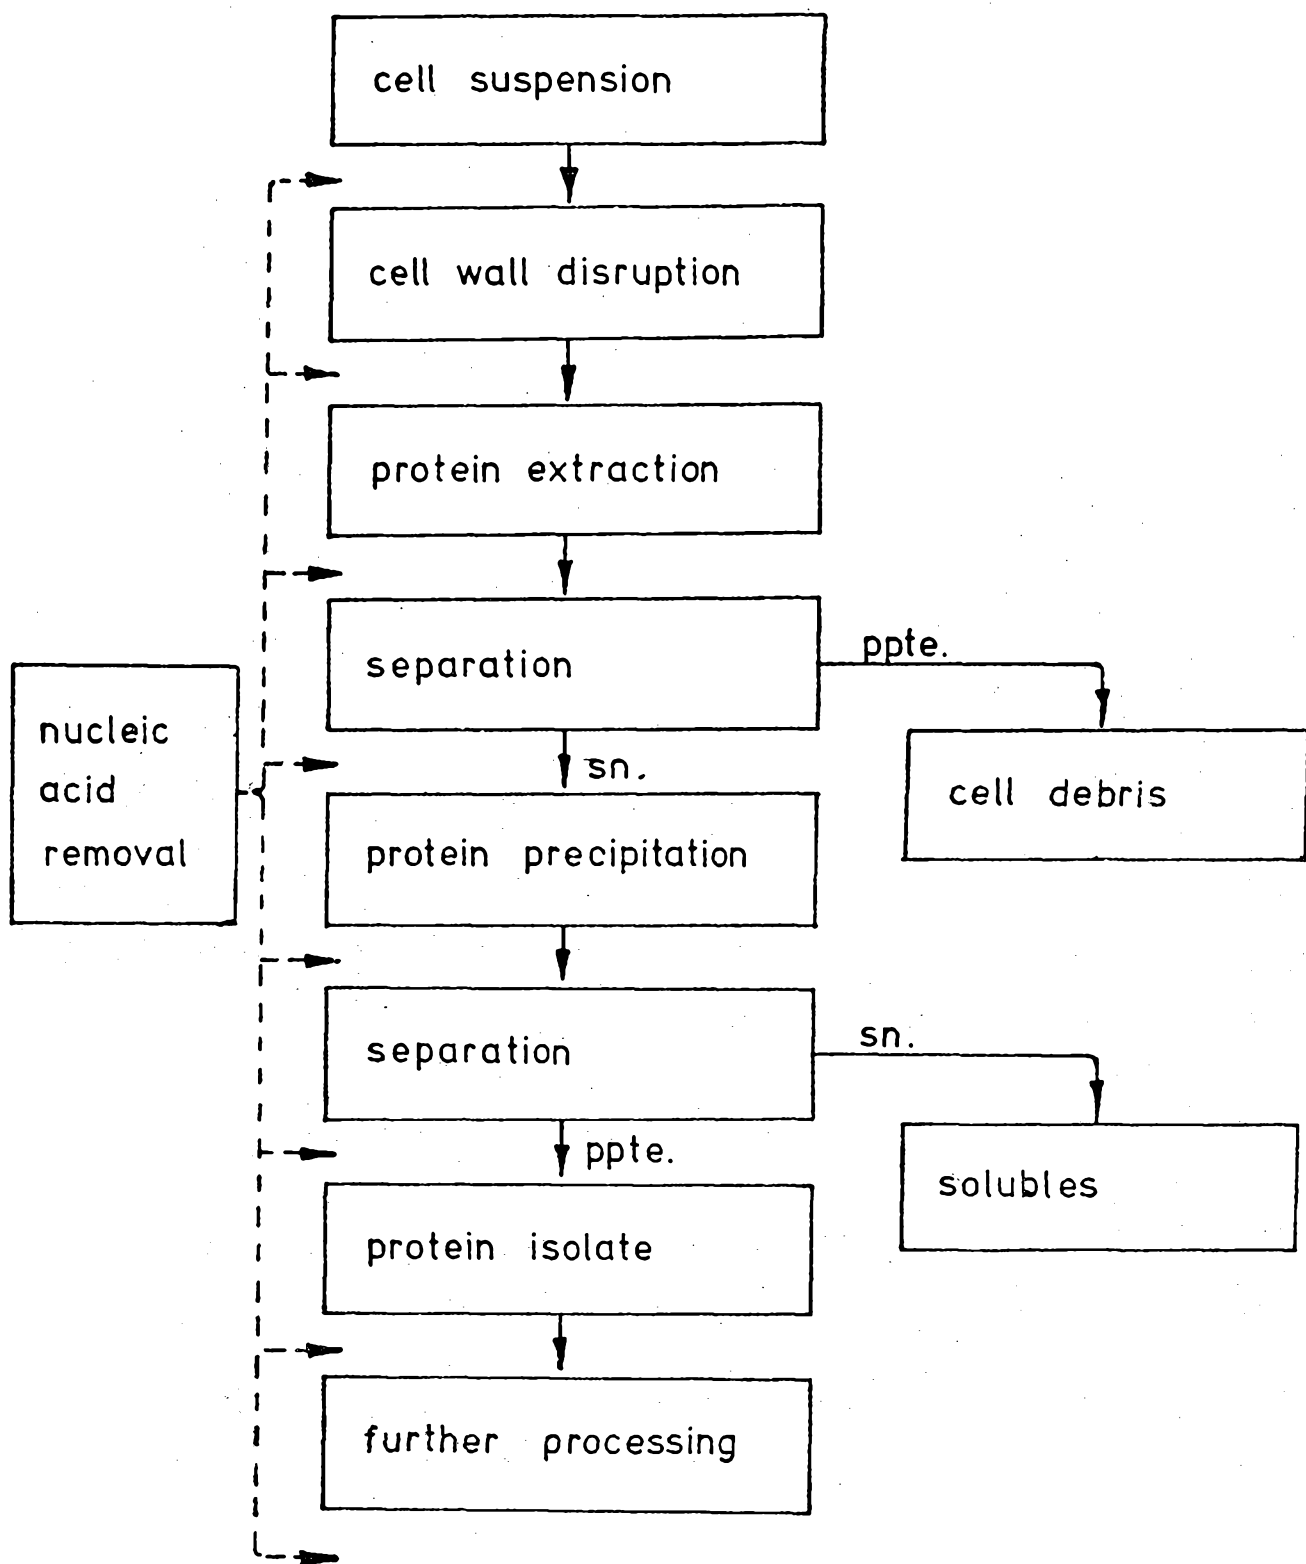 cell suspension
cell wall disruption
protein extraction
separation
ppte.
nucleic
acid
removal
sn.
cell debris
protein precipitation
separation
sn.
ppte.
solubles
protein isolate
further processing